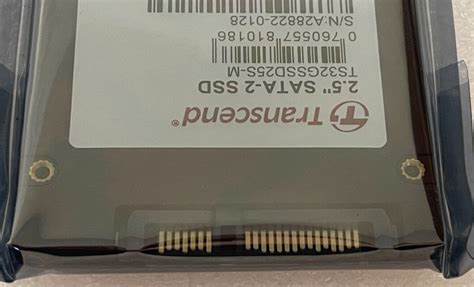 Transcend®
2.5" SATA-2 SSD
TS32GSSD25S-M
0 760557 810186
S/N:A28822-0128